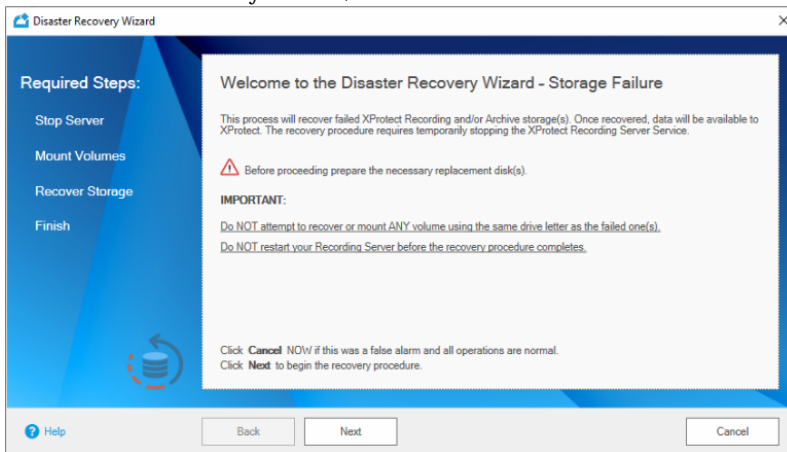 Disaster Recovery Wizard
Required Steps:
Stop Server
Mount Volumes
Recover Storage
Finish
Welcome to the Disaster Recovery Wizard - Storage Failure
This process will recover failed XProtect Recording and/or Archive storage(s). Once recovered, data will be available to
XProtect. The recovery procedure requires temporarily stopping the XProtect Recording Server Service.
Before proceeding prepare the necessary replacement disk(s).
IMPORTANT:
Do NOT attempt to recover or mount ANY volume using the same drive letter as the failed one(s).
Do NOT restart your Recording Server before the recovery procedure completes.
Click Cancel NOW if this was a false alarm and all operations are normal.
Click Next to begin the recovery procedure.
Help
Back
Next
Cancel